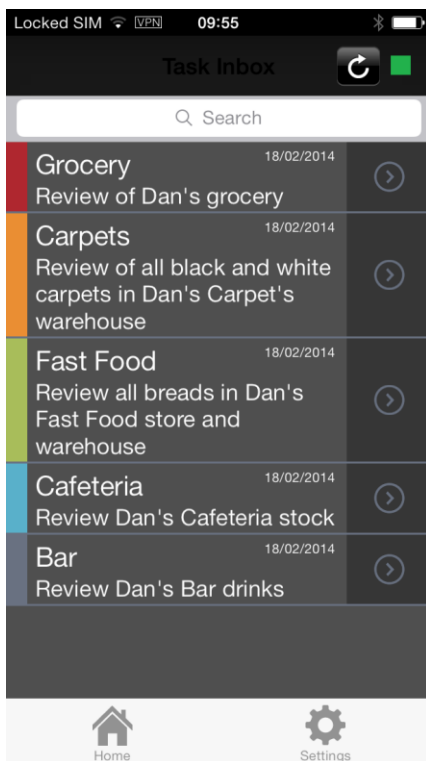 Locked SIM VPN 09:55
Task Inbox
Search
Grocery 18/02/2014
Review of Dan's grocery
Carpets 18/02/2014
Review of all black and white
carpets in Dan's Carpet's
warehouse
Fast Food 18/02/2014
Review all breads in Dan's
Fast Food store and
warehouse
Cafeteria 18/02/2014
Review Dan's Cafeteria stock
Bar 18/02/2014
Review Dan's Bar drinks
Home Settings